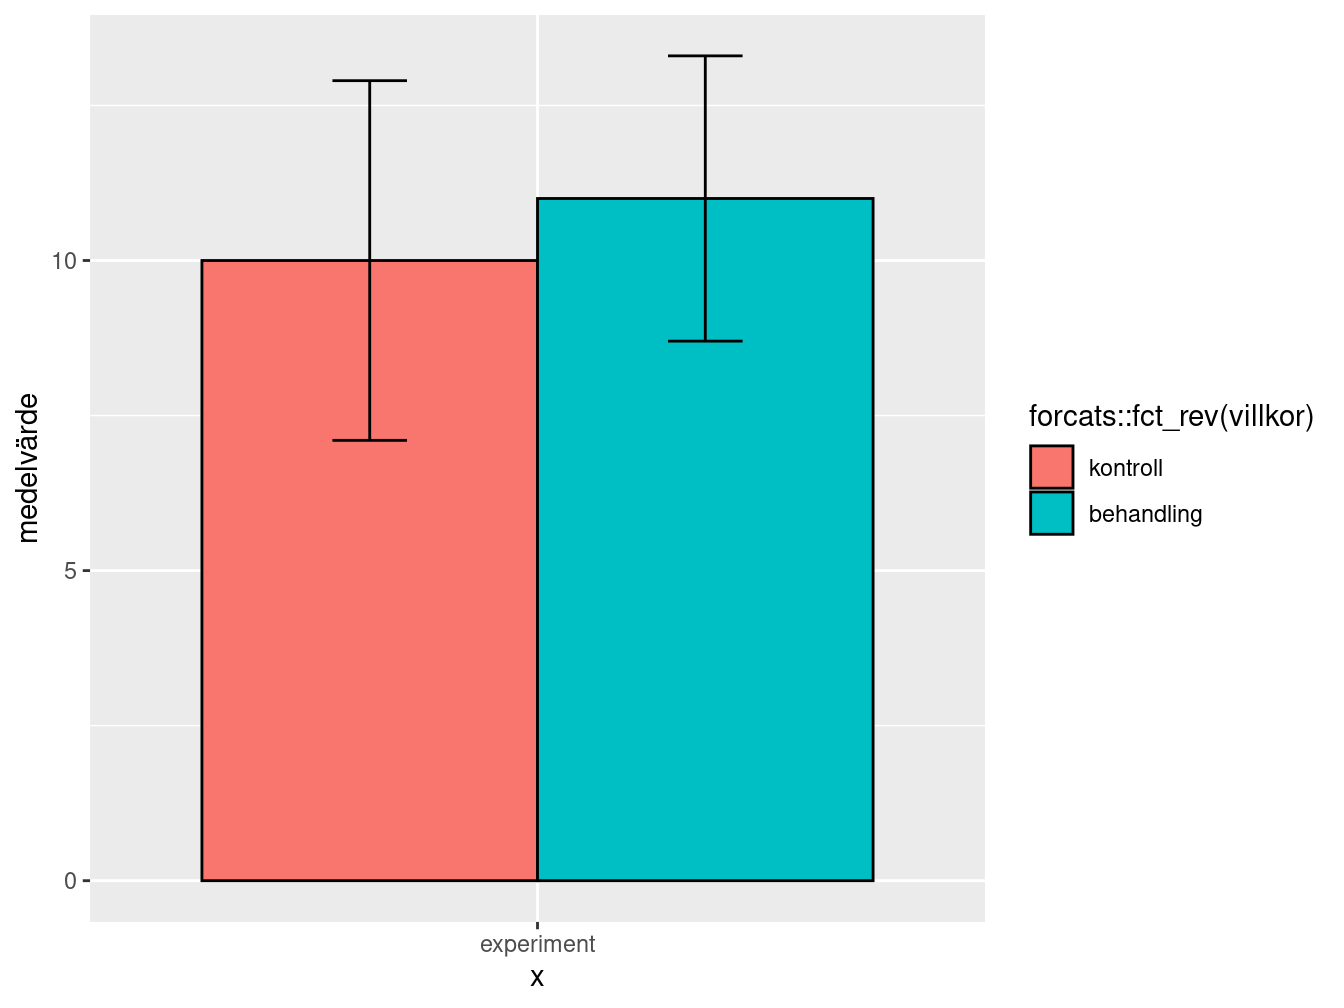 medelvärde
10
5
0
experiment
x
forcats::fct_rev(villkor)
kontroll
behandling